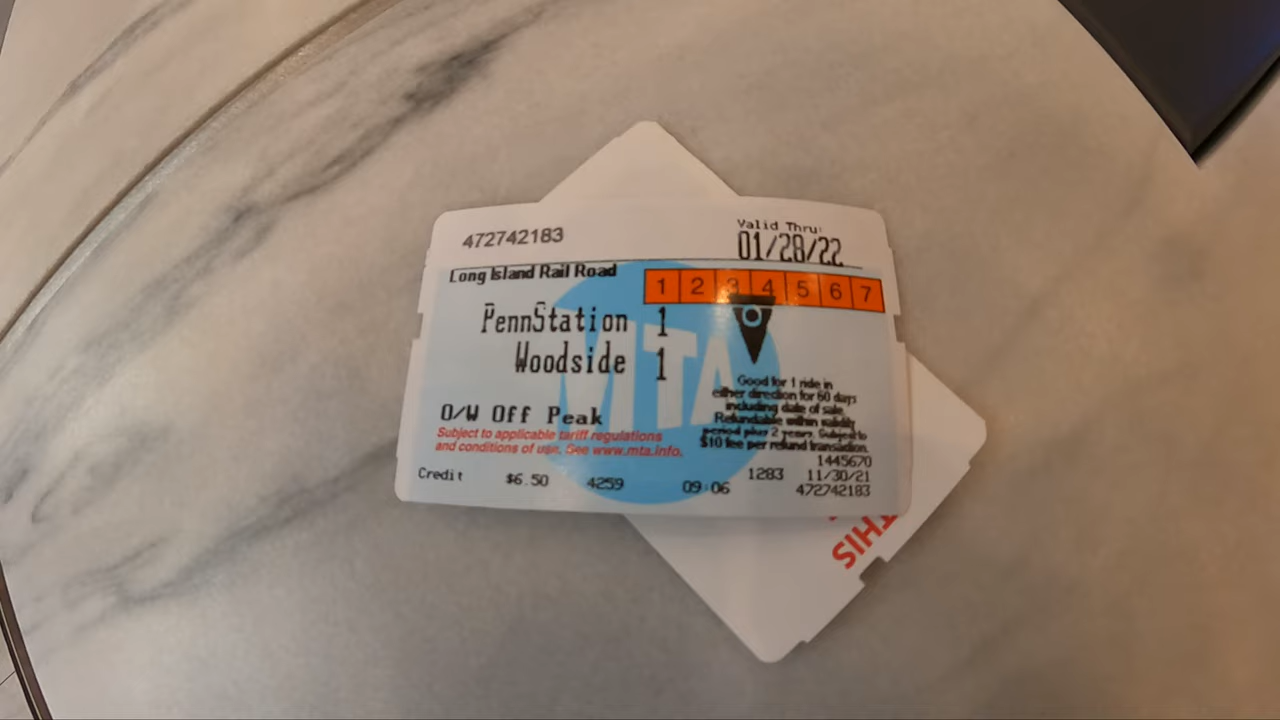 472742183
Valid Thru:
01/28/22
Long Island Rail Road
1 2 3 4 5 6 7
PennStation 1
Woodside 1
MTA
Good for 1 ride in
either direction for 60 days
including date of sale.
Refundable within validity
period plus 2 years. Subject to
$10 fee per refund transaction.
O/W Off Peak
Subject to applicable tariff regulations
and conditions of use. See www.mta.info.
1445670
Credit $6.50 4259 09:06 1283 11/30/21
472742183
THIS